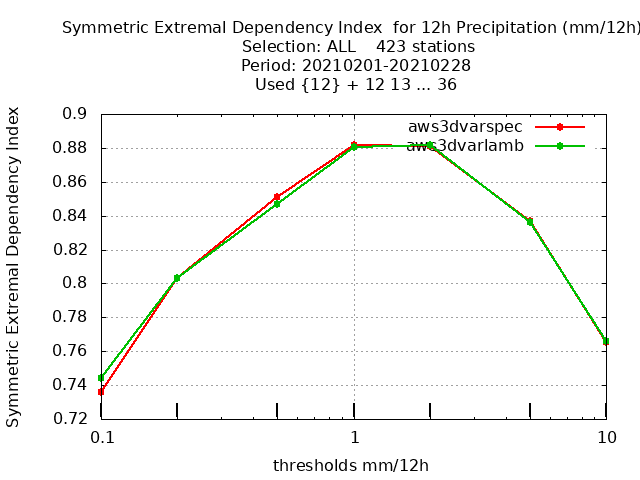 Symmetric Extremal Dependency Index  for 12h Precipitation (mm/12h)
Selection: ALL    423 stations
Period: 20210201-20210228
Used {12} + 12 13 ... 36
Symmetric Extremal Dependency Index
0.9
0.88
0.86
0.84
0.82
0.8
0.78
0.76
0.74
0.72
aws3dvarspec
aws3dvarlamb
0.1
1
10
thresholds mm/12h